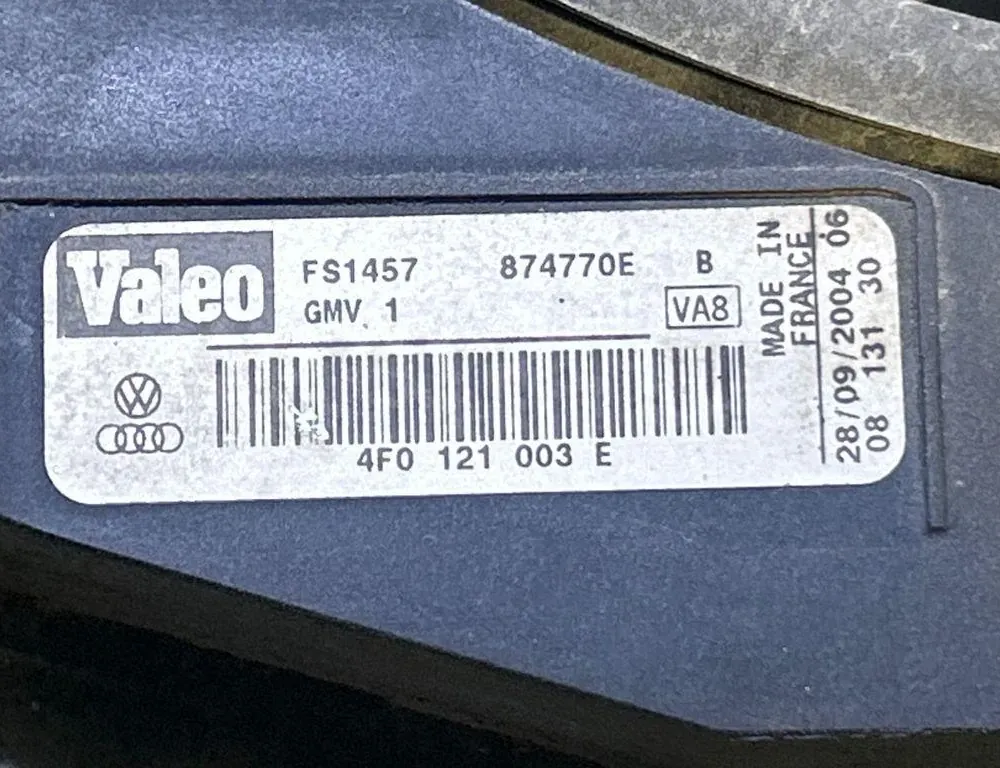 Valeo
FS1457 874770E B
GMV. 1 VA8
4F0 121 003 E
MADE IN
FRANCE
28/09/2004 06
08 131 30